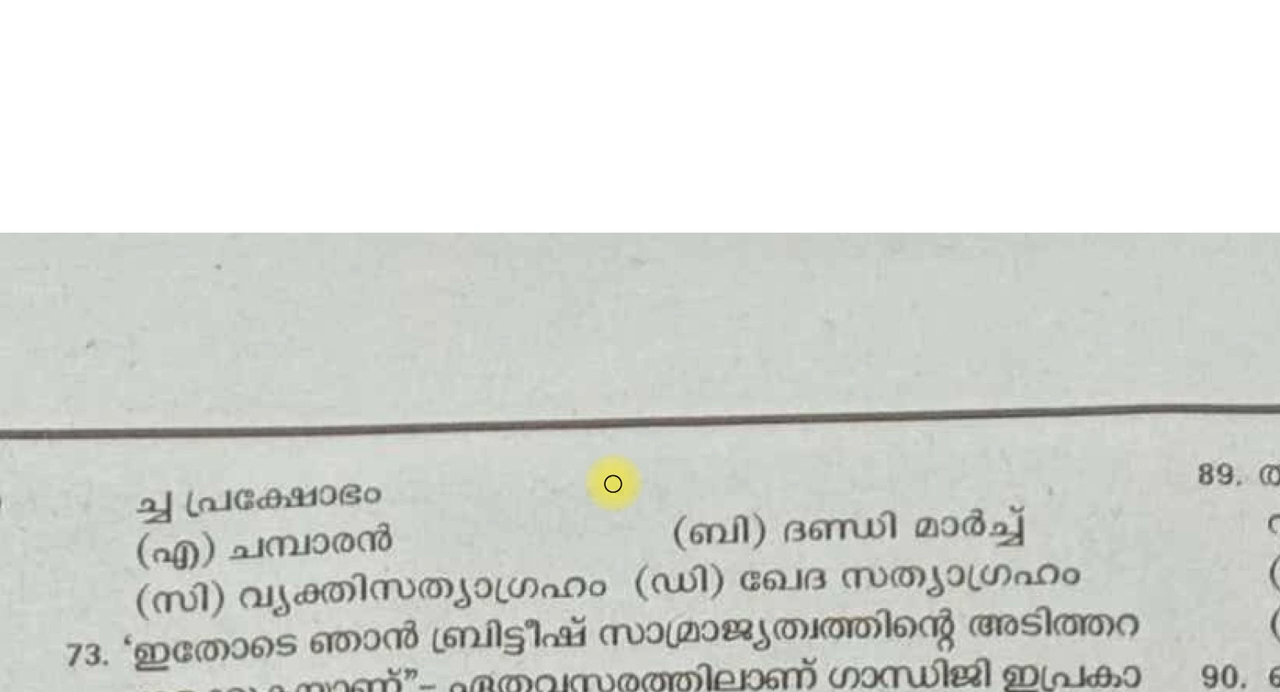 ച്ച പ്രക്ഷോഭം
(എ) ചമ്പാരൻ (ബി) ദണ്ഡി മാർച്ച്
(സി) വ്യക്തിസത്യാഗ്രഹം (ഡി) ഖേദ സത്യാഗ്രഹം
73. ‘ഇതോടെ ഞാൻ ബ്രിട്ടീഷ് സാമ്രാജ്യത്വത്തിന്റെ അടിത്തറ
ഗാന്ധിജി ഇപ്രകാ
89.
90.